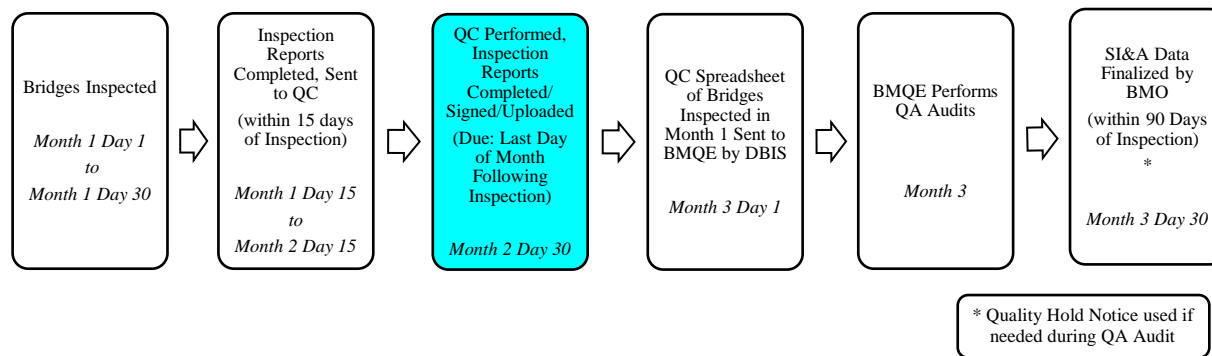 Bridges Inspected
Month 1 Day 1
to
Month 1 Day 30
Inspection
Reports
Completed, Sent
to QC
(within 15 days
of Inspection)
Month 1 Day 15
to
Month 2 Day 15
QC Performed,
Inspection
Reports
Completed/
Signed/Uploaded
(Due: Last Day
of Month
Following
Inspection)
Month 2 Day 30
QC Spreadsheet
of Bridges
Inspected in
Month 1 Sent to
BMQE by DBIS
Month 3 Day 1
BMQE Performs
QA Audits
Month 3
SI&A Data
Finalized by
BMO
(within 90 Days
of Inspection)
*
Month 3 Day 30
* Quality Hold Notice used if
needed during QA Audit